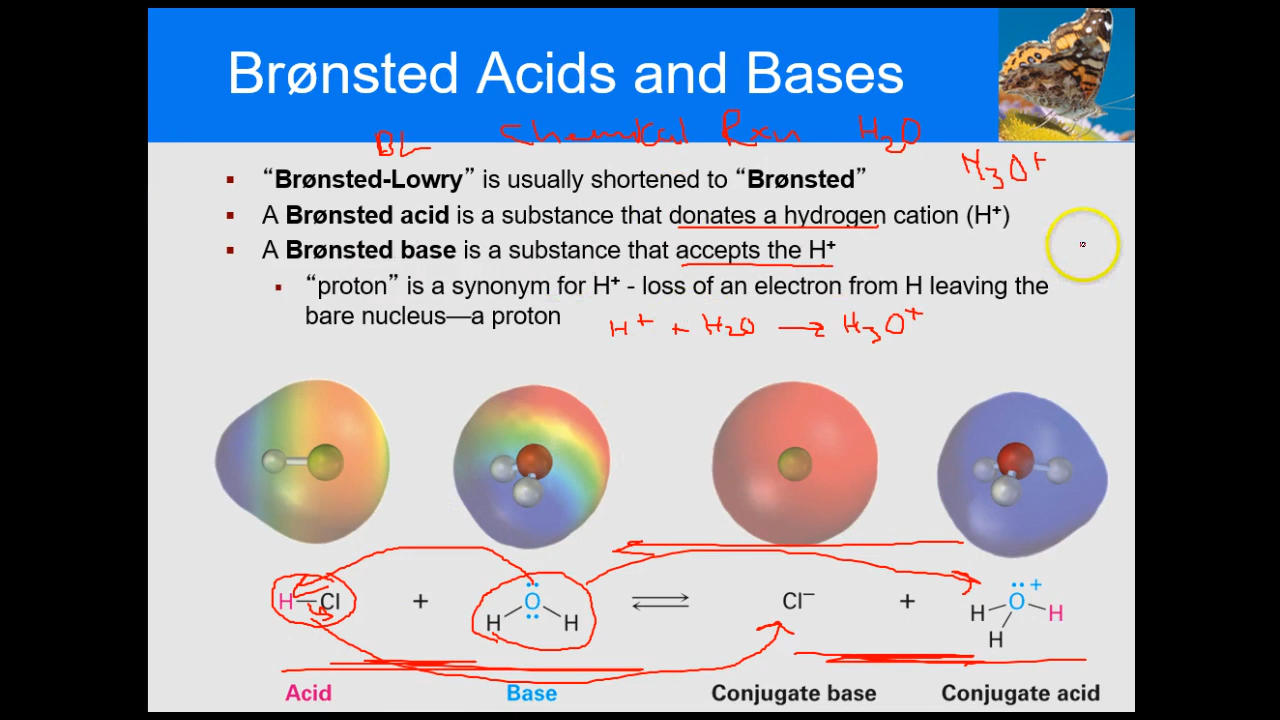 Brønsted Acids and Bases
BL Chemical Rxn H₂O
H₃O⁺
▪ “Brønsted-Lowry” is usually shortened to “Brønsted”
▪ A Brønsted acid is a substance that donates a hydrogen cation (H⁺)
▪ A Brønsted base is a substance that accepts the H⁺
▪ “proton” is a synonym for H⁺ - loss of an electron from H leaving the
bare nucleus—a proton
H⁺ + H₂O → H₃O⁺
H—Cl + H O H ⇌ Cl⁻ + H O⁺ H H
Acid Base Conjugate base Conjugate acid